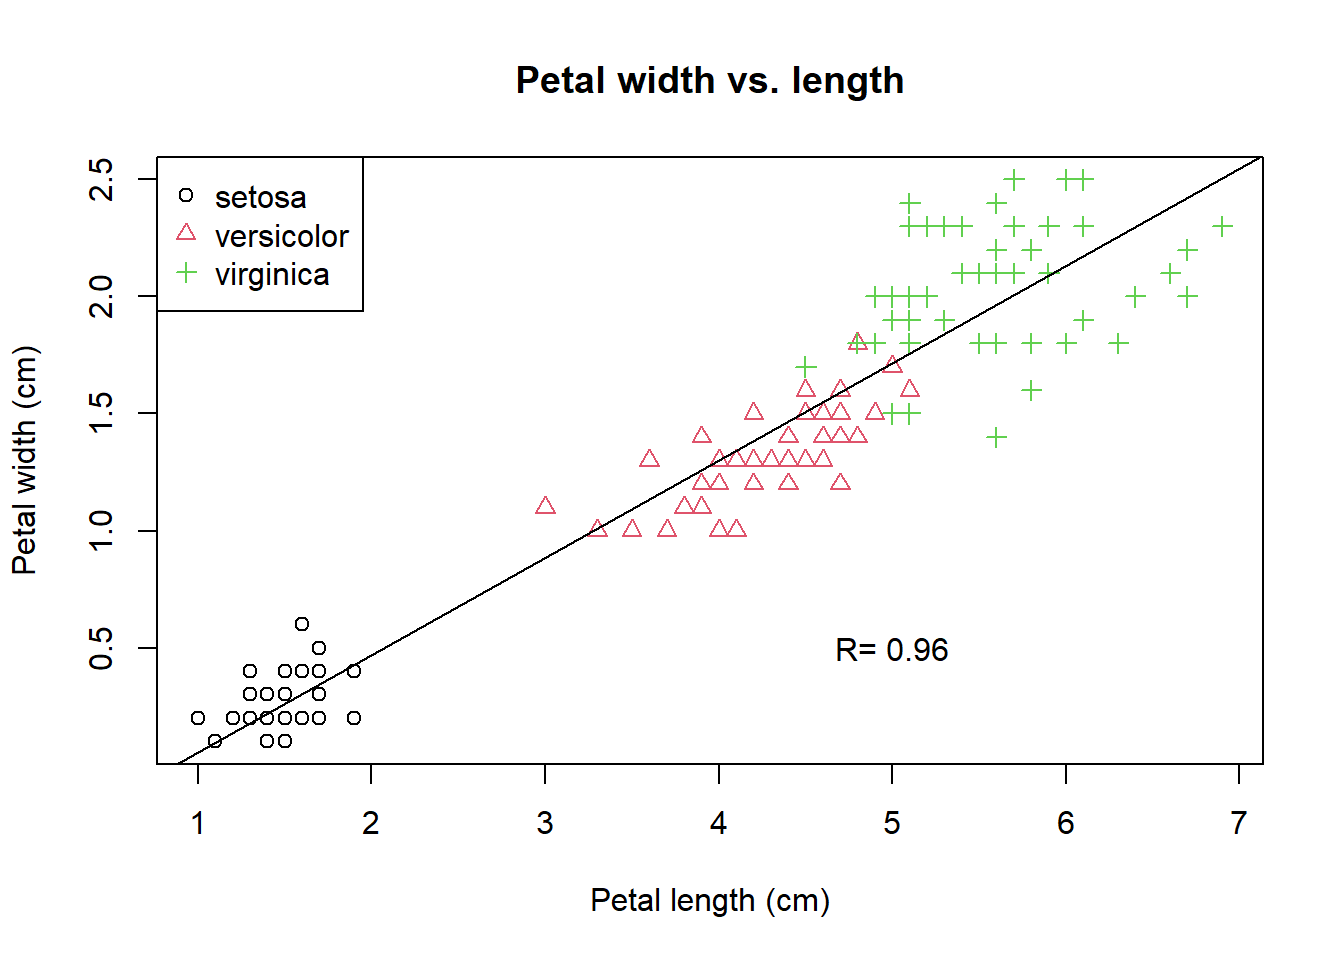 Petal width vs. length
setosa
versicolor
virginica
Petal width (cm)
2.5
2.0
1.5
1.0
0.5
R= 0.96
1 2 3 4 5 6 7
Petal length (cm)